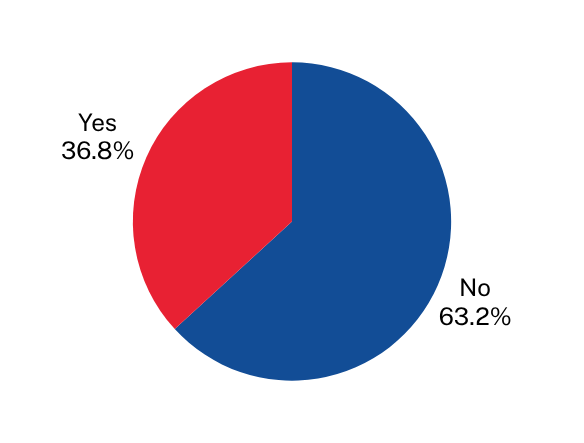 Yes
36.8%
No
63.2%